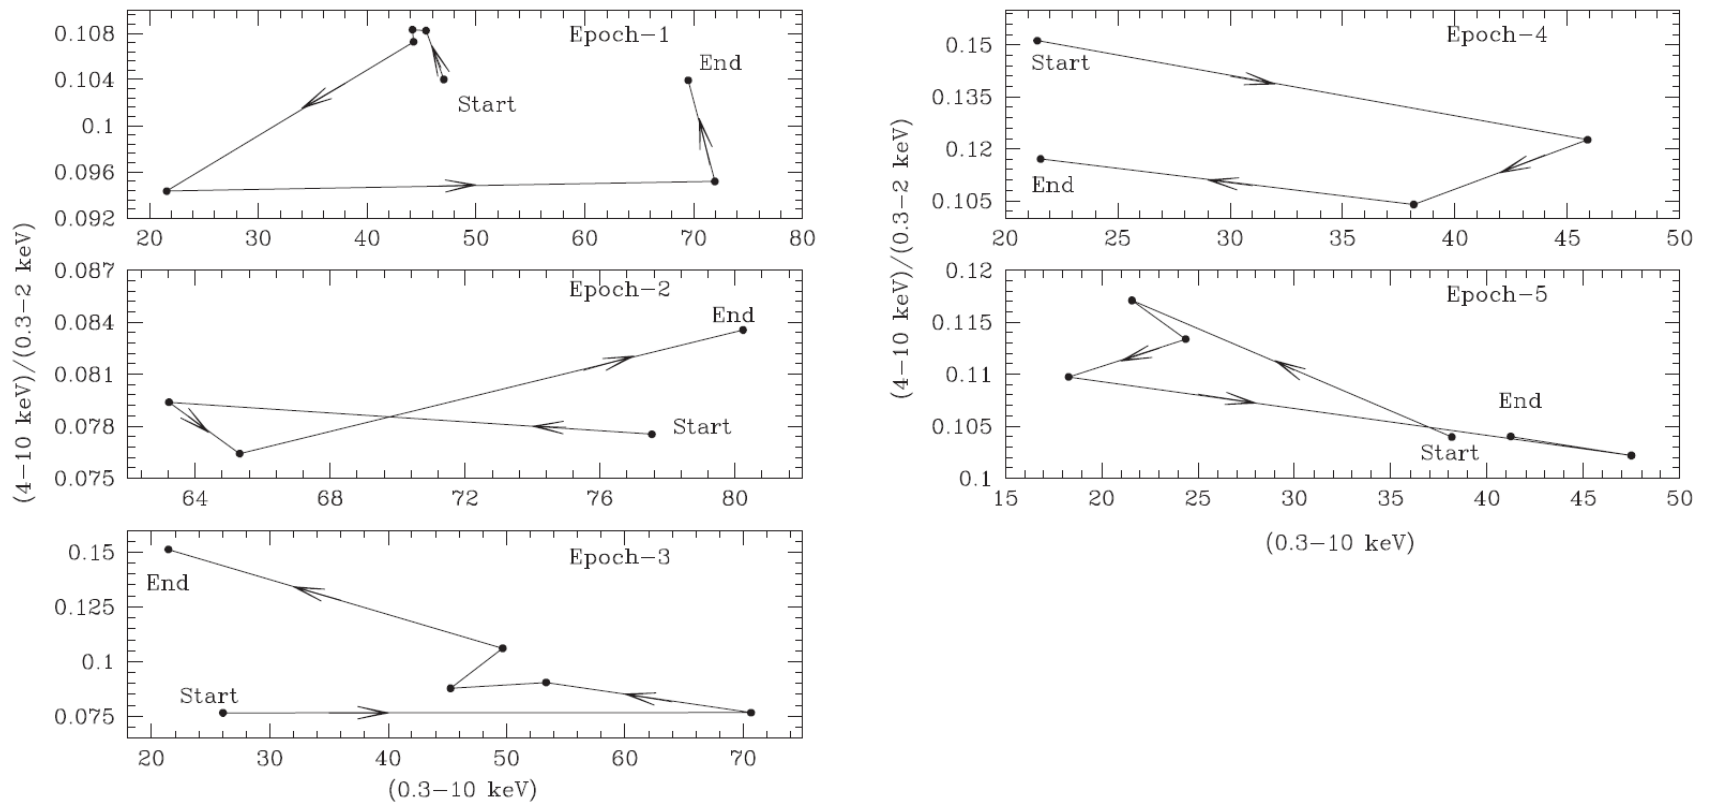 Epoch−1
0.108
0.104
0.1
0.096
0.092
End
Start
20 30 40 50 60 70 80
(4−10 keV)/(0.3−2 keV)
Epoch−2
0.087
0.084
0.081
0.078
0.075
End
Start
64 68 72 76 80
Epoch−3
0.15
0.125
0.1
0.075
End
Start
20 30 40 50 60 70
(0.3−10 keV)
Epoch−4
0.15
0.135
0.12
0.105
Start
End
20 25 30 35 40 45 50
(4−10 keV)/(0.3−2 keV)
Epoch−5
0.12
0.115
0.11
0.105
0.1
End
Start
15 20 25 30 35 40 45 50
(0.3−10 keV)